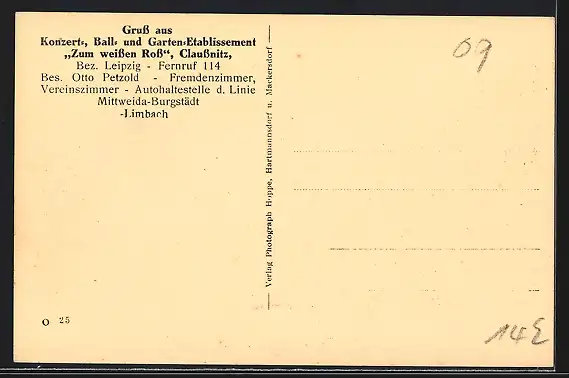 Gruß aus
Konzert-, Ball- und Garten-Etablissement
„Zum weißen Roß“, Claußnitz,
Bez. Leipzig - Fernruf 114
Bes. Otto Petzold - Fremdenzimmer,
Vereinszimmer - Autohaltestelle d. Linie
Mittweida-Burgstädt
-Limbach
Verlag Photograph Hoppe, Hartmannsdorf u. Mackersdorf
O 25
09
14E